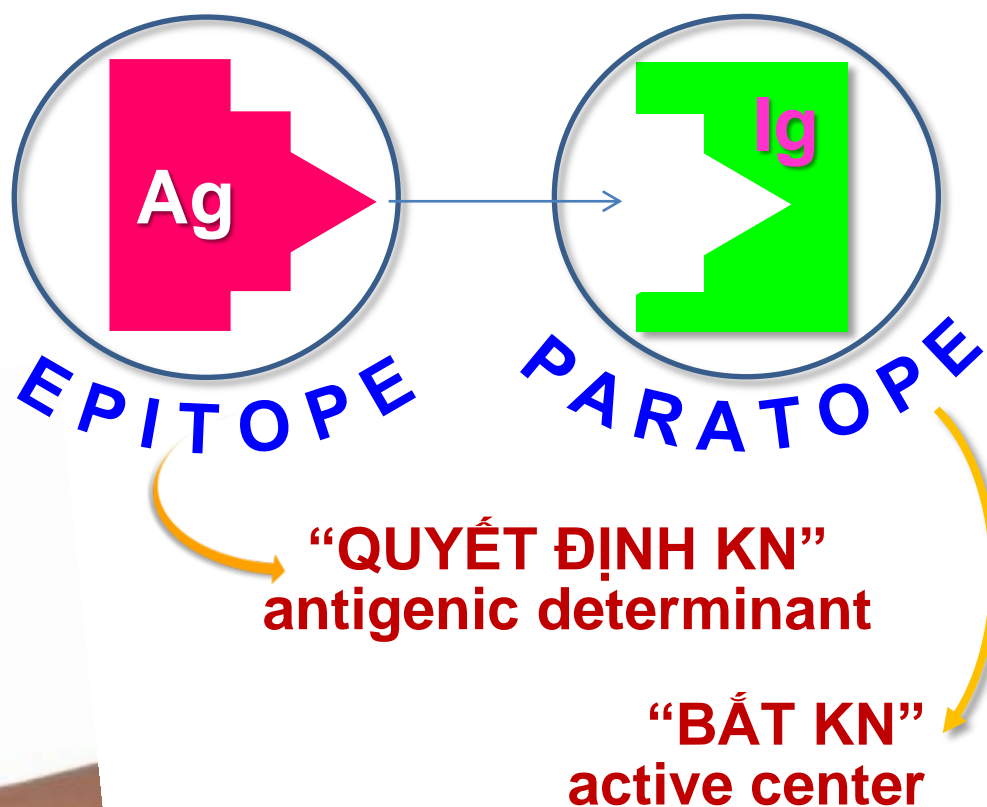 Ag
Ig
EPITOPE
PARATOPE
“QUYẾT ĐỊNH KN”
antigenic determinant
“BẮT KN”
active center